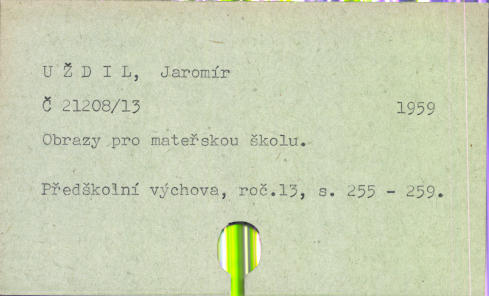 U Ž D I L, Jaromír
Č 21208/13 1959
Obrazy pro mateřskou školu.
Předškolní výchova, roč.13, s. 255 - 259.